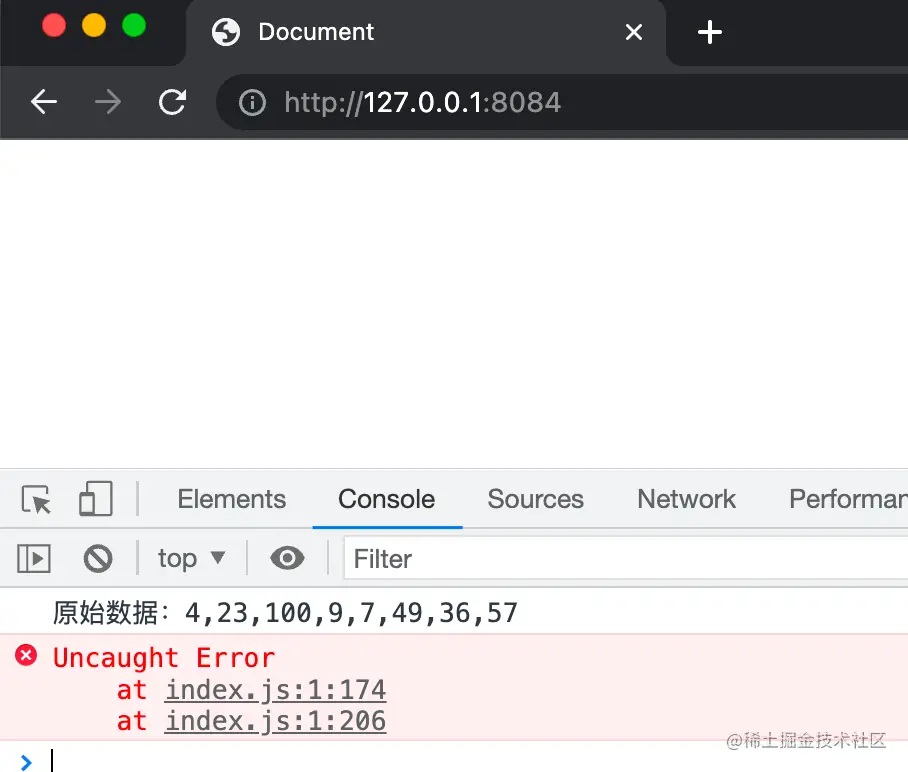 Document
http://127.0.0.1:8084
Elements Console Sources Network Performan
top Filter
原始数据: 4,23,100,9,7,49,36,57
Uncaught Error
at index.js:1:174
at index.js:1:206
@稀土掘金技术社区